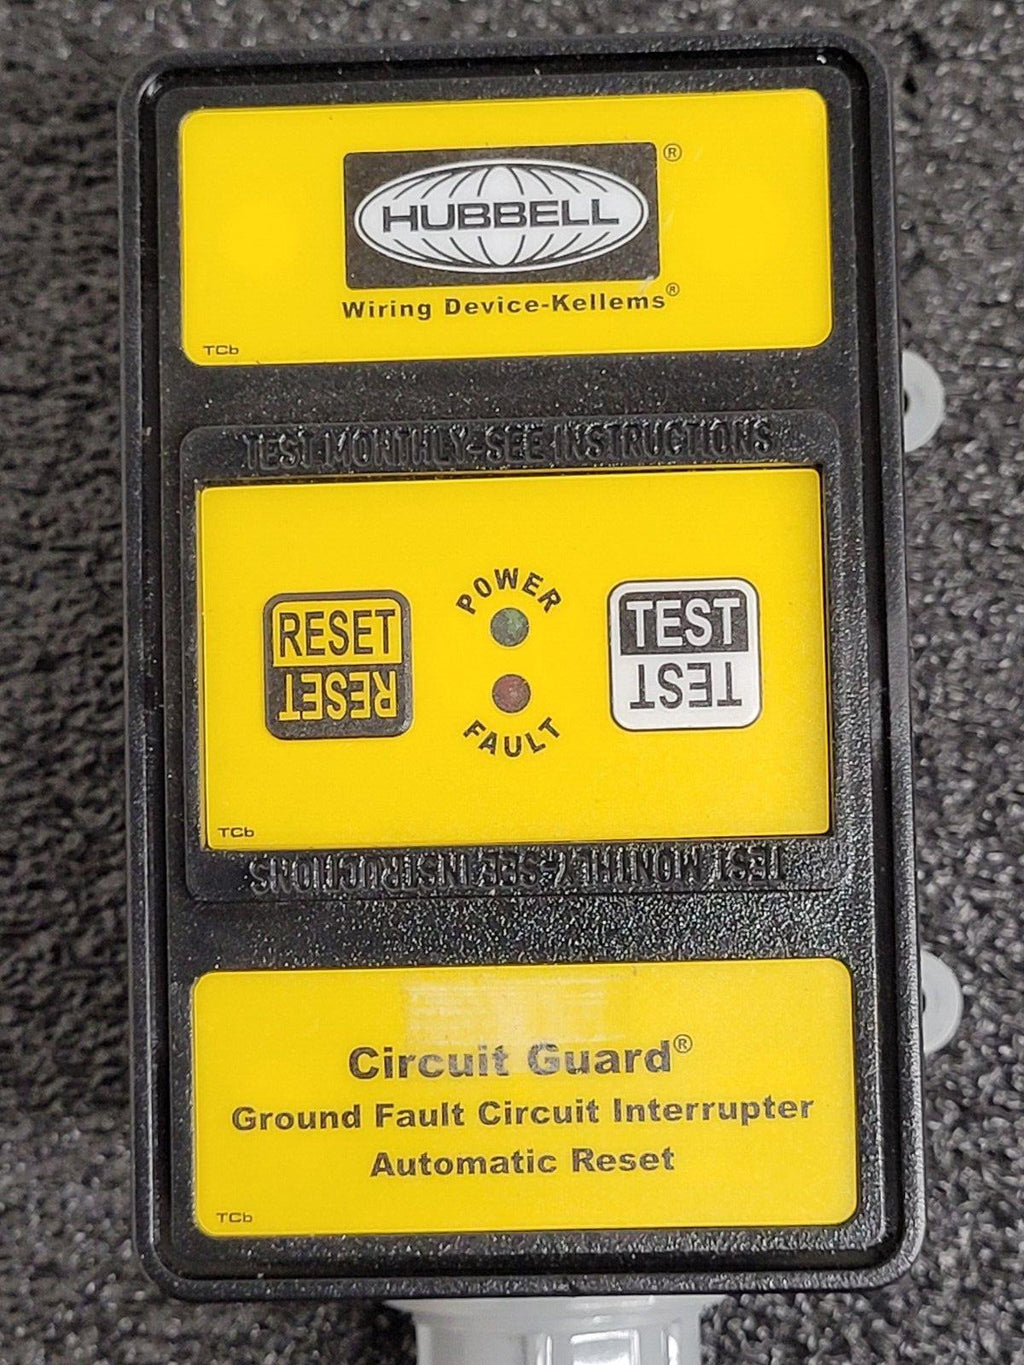 HUBBELL®
Wiring Device-Kellems®
TCb
TEST MONTHLY-SEE INSTRUCTIONS
RESET
RESET
POWER
FAULT
TEST
TEST
TCb
TEST MONTHLY-SEE INSTRUCTIONS
Circuit Guard®
Ground Fault Circuit Interrupter
Automatic Reset
TCb